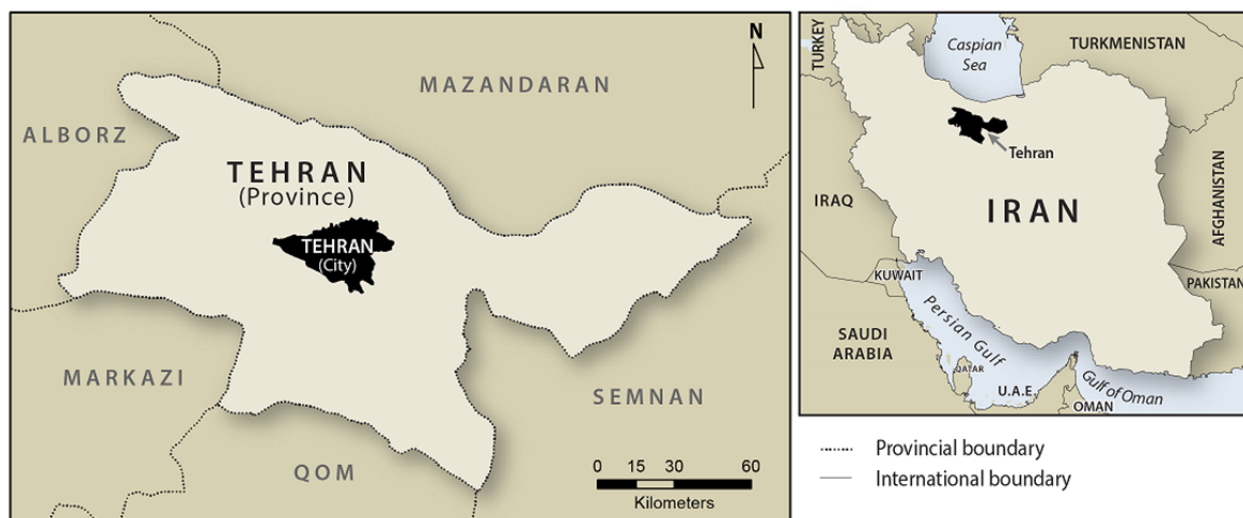 N
MAZANDARAN
ALBORZ
TEHRAN
(Province)
TEHRAN
(City)
MARKAZI
SEMNAN
QOM
0 15 30 60
Kilometers
TURKEY
Caspian
Sea
TURKMENISTAN
Tehran
IRAQ
IRAN
AFGHANISTAN
KUWAIT
PAKISTAN
Persian Gulf
SAUDI
ARABIA
QATAR
U.A.E.
Gulf of Oman
OMAN
Provincial boundary
International boundary